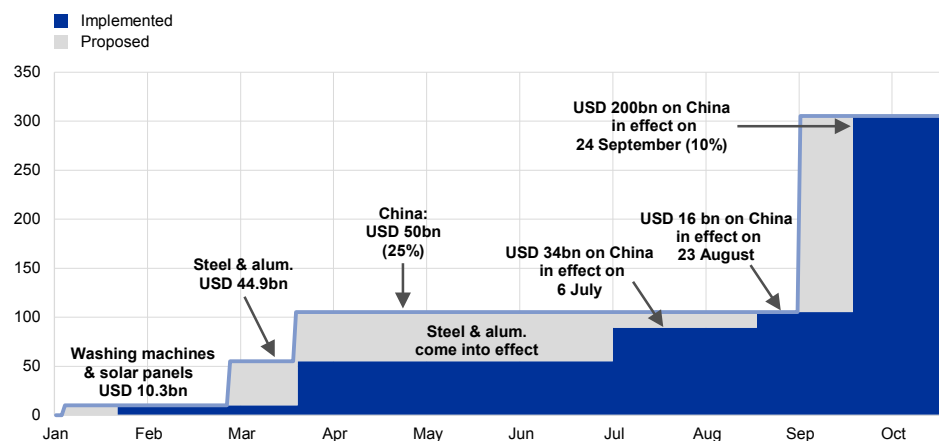 Implemented
Proposed
350
300
250
200
150
100
50
0
USD 200bn on China
in effect on
24 September (10%)
China:
USD 50bn
(25%)
USD 16 bn on China
in effect on
23 August
Steel & alum.
USD 44.9bn
USD 34bn on China
in effect on
6 July
Steel & alum.
come into effect
Washing machines
& solar panels
USD 10.3bn
Jan Feb Mar Apr May Jun Jul Aug Sep Oct